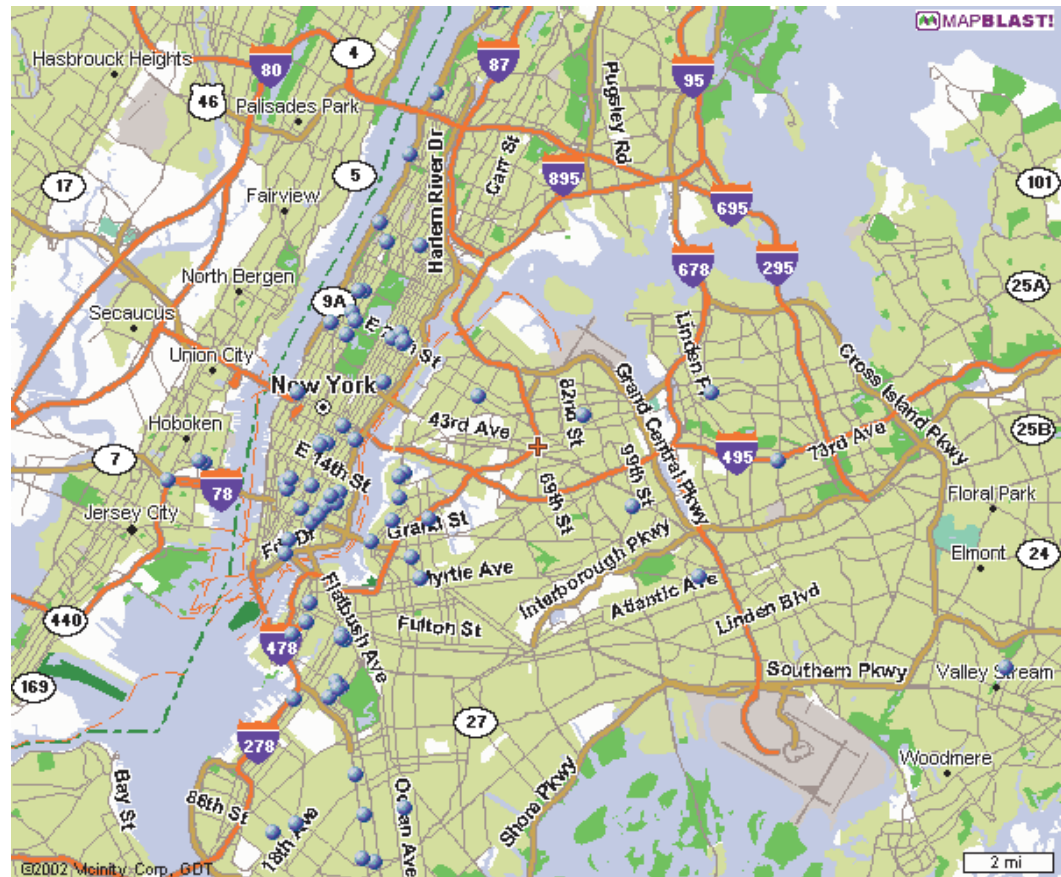 MAPBLAST!
Hasbrouck Heights
80
4
87
95
46
Palisades Park
Pugsley Rd
Harlem River Dr
Carr St
895
17
5
101
Fairview
695
678
295
North Bergen
25A
9A
Secaucus
Linden Pl
Union City
New York
82nd St
Grand Central Pkwy
Cross Island Pkwy
43rd Ave
73rd Ave
25B
Hoboken
7
E 14th St
495
78
69th St
99th St
Floral Park
Jersey City
Grand St
Interborough Pkwy
Elmont
24
Myrtle Ave
Atlantic Ave
440
Flatbush Ave
Fulton St
Linden Blvd
478
Southern Pkwy
169
Valley Stream
27
278
Woodmere
Bay St
86th St
Ocean Ave
Shore Pkwy
18th Ave
©2002 Vicinity Corp, GDT
2 mi